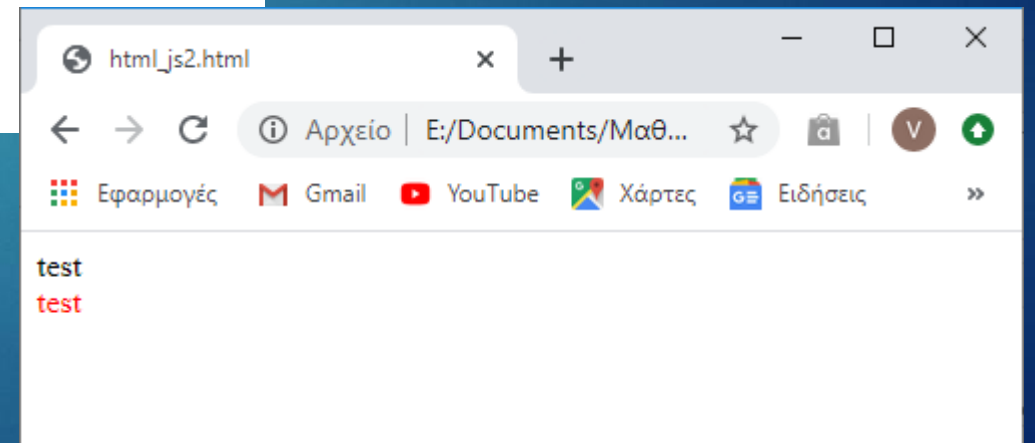 html_js2.html
Αρχείο E:/Documents/Μαθ... V
Εφαρμογές Gmail YouTube Χάρτες Ειδήσεις »
test
test